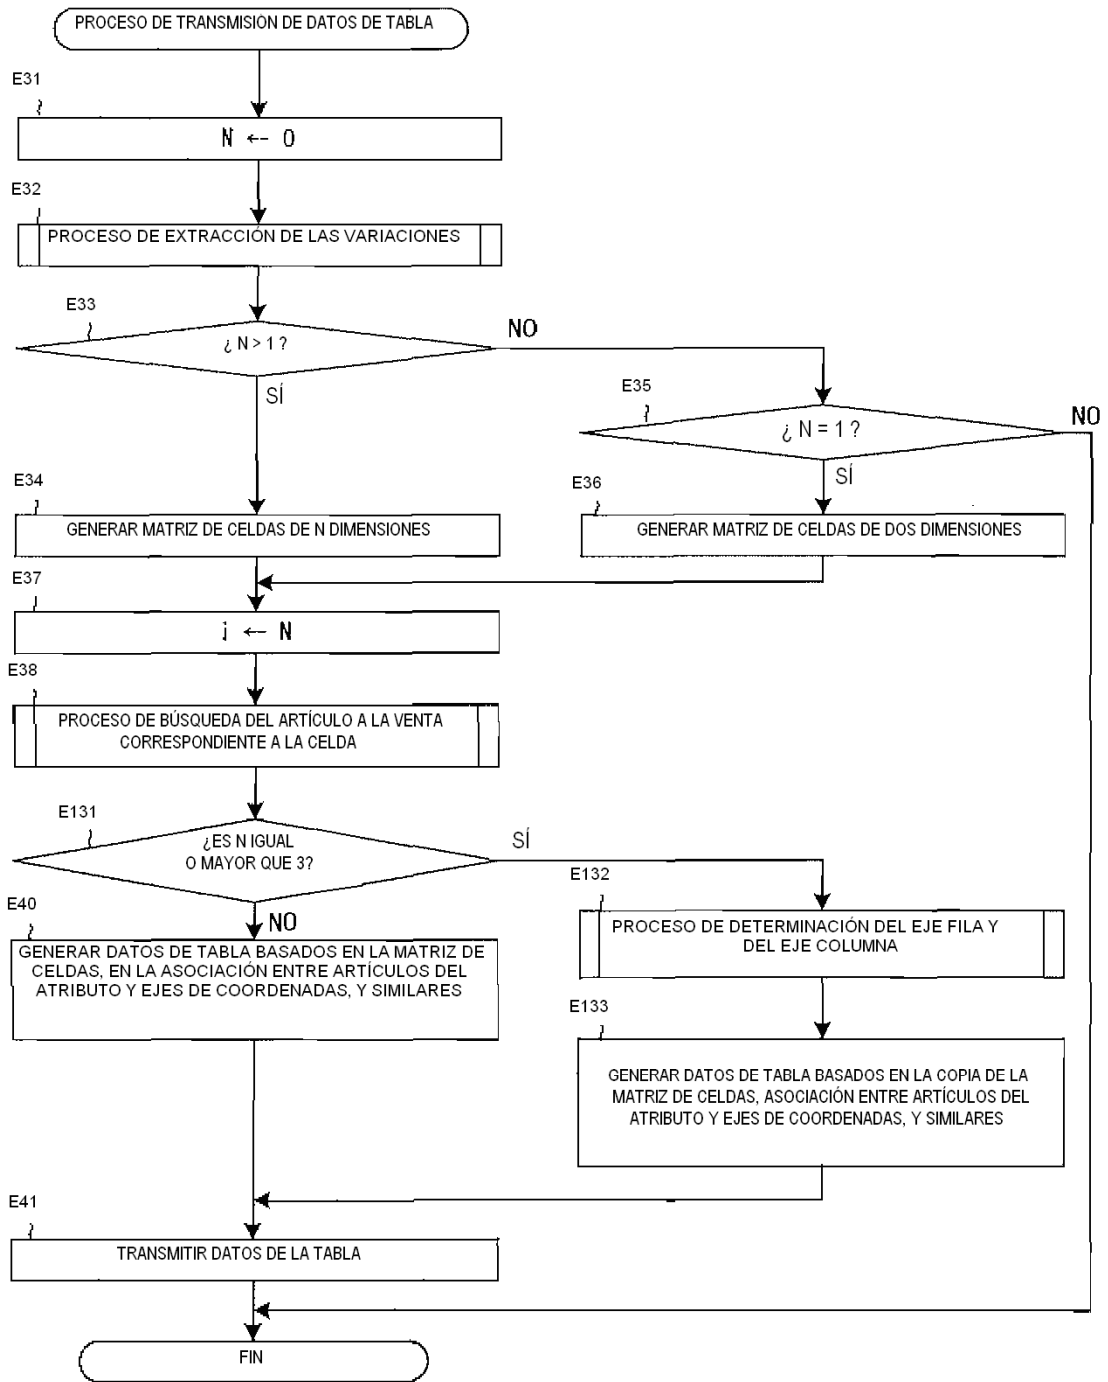 PROCESO DE TRANSMISIÓN DE DATOS DE TABLA
E31
N ← 0
E32
PROCESO DE EXTRACCIÓN DE LAS VARIACIONES
E33
¿ N > 1 ?
NO
SÍ
E35
¿ N = 1 ?
NO
SÍ
E34
GENERAR MATRIZ DE CELDAS DE N DIMENSIONES
E36
GENERAR MATRIZ DE CELDAS DE DOS DIMENSIONES
E37
j ← N
E38
PROCESO DE BÚSQUEDA DEL ARTÍCULO A LA VENTA
CORRESPONDIENTE A LA CELDA
E131
¿ES N IGUAL
O MAYOR QUE 3?
SÍ
NO
E132
PROCESO DE DETERMINACIÓN DEL EJE FILA Y
DEL EJE COLUMNA
E40
GENERAR DATOS DE TABLA BASADOS EN LA MATRIZ DE
CELDAS, EN LA ASOCIACIÓN ENTRE ARTÍCULOS DEL
ATRIBUTO Y EJES DE COORDENADAS, Y SIMILARES
E133
GENERAR DATOS DE TABLA BASADOS EN LA COPIA DE LA
MATRIZ DE CELDAS, ASOCIACIÓN ENTRE ARTÍCULOS DEL
ATRIBUTO Y EJES DE COORDENADAS, Y SIMILARES
E41
TRANSMITIR DATOS DE LA TABLA
FIN